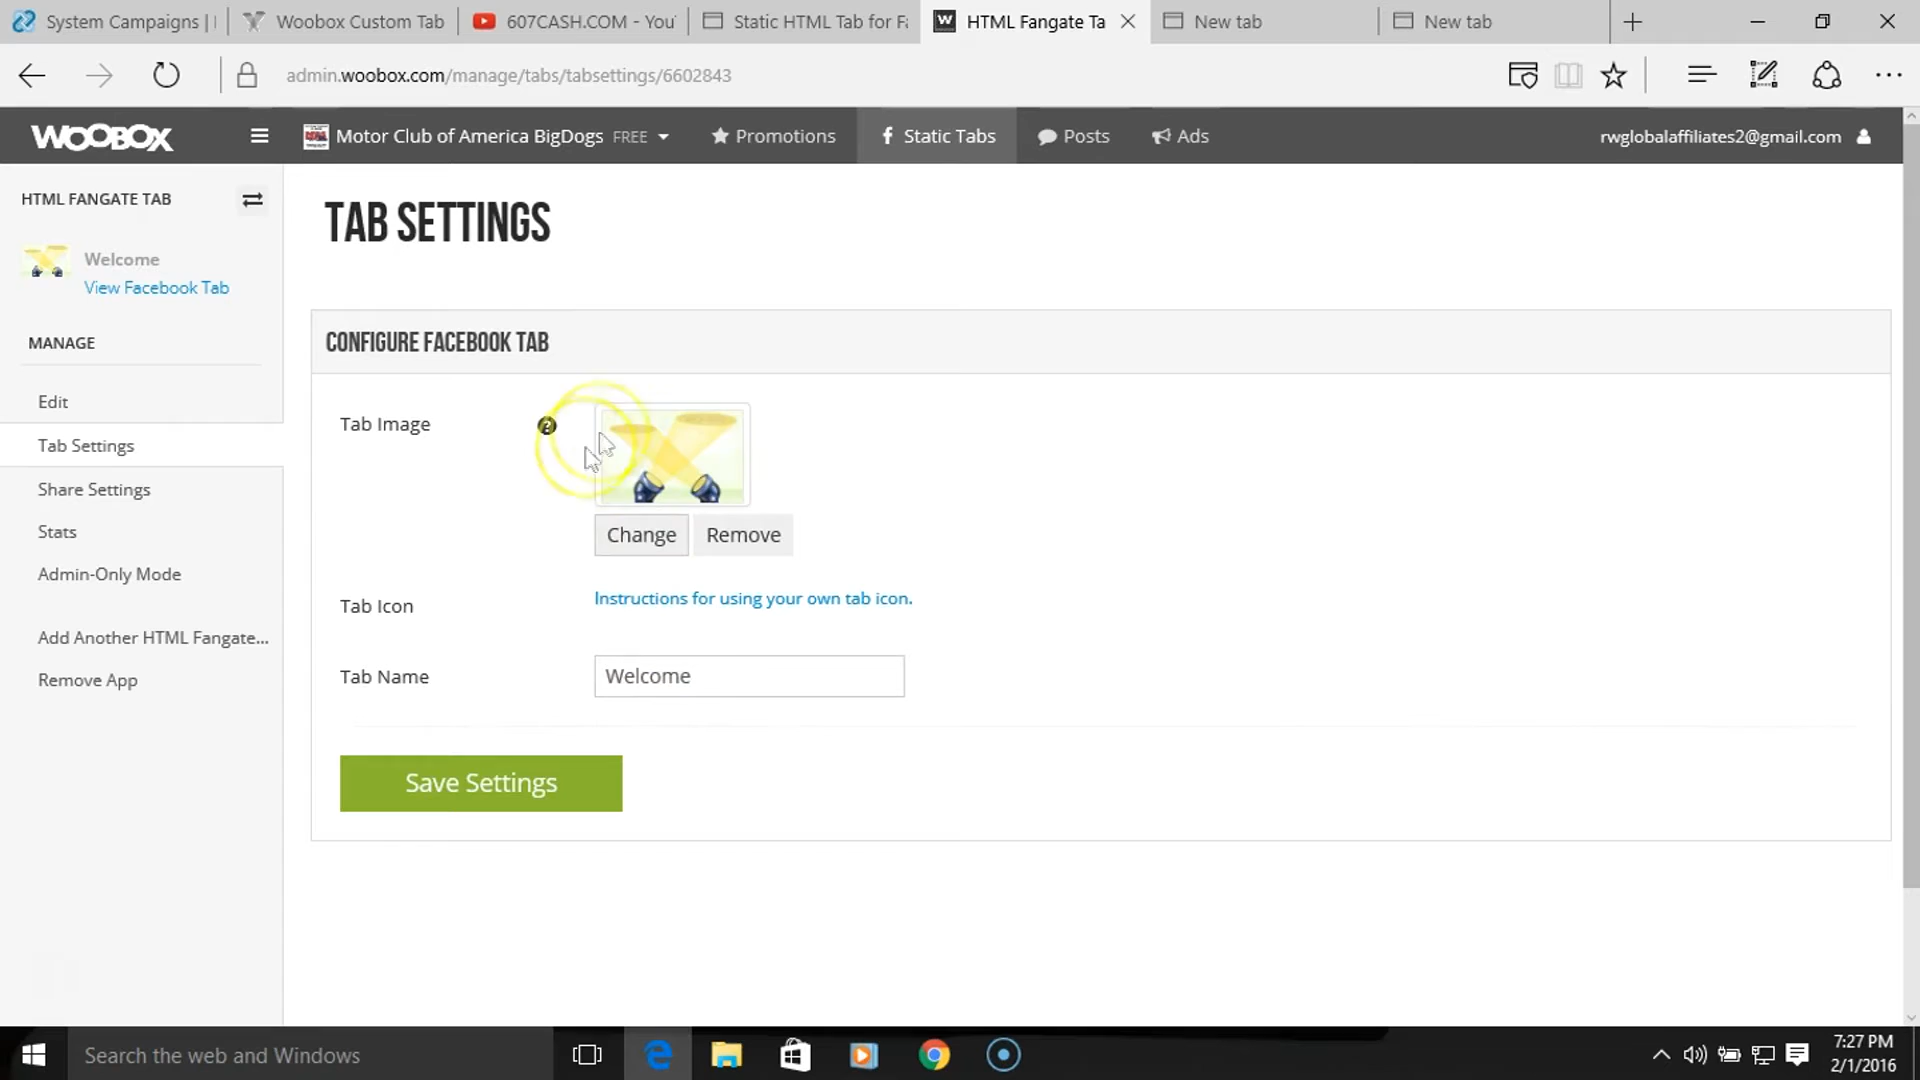 System Campaigns |
Woobox Custom Tab
607CASH.COM - You
Static HTML Tab for Fa
HTML Fangate Ta
New tab
New tab
admin.woobox.com/manage/tabs/tabsettings/6602843
WOOBOX
Motor Club of America BigDogs FREE
Promotions
Static Tabs
Posts
Ads
rwglobalaffiliates2@gmail.com
HTML FANGATE TAB
Welcome
View Facebook Tab
MANAGE
Edit
Tab Settings
Share Settings
Stats
Admin-Only Mode
Add Another HTML Fangate...
Remove App
TAB SETTINGS
CONFIGURE FACEBOOK TAB
Tab Image
?
Change
Remove
Tab Icon
Instructions for using your own tab icon.
Tab Name
Welcome
Save Settings
Search the web and Windows
7:27 PM
2/1/2016